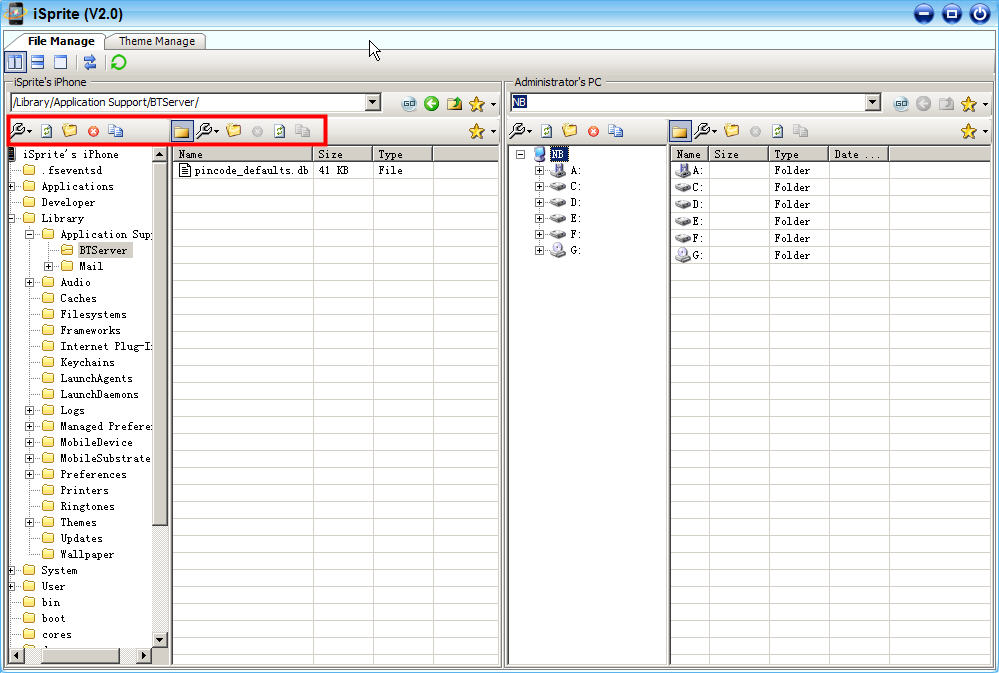 iSprite (V2.0)
File Manage
Theme Manage
iSprite's iPhone
/Library/Application Support/BTServer/
GO
iSprite's iPhone
.fseventsd
Applications
Developer
Library
Application Sup
BTServer
Mail
Audio
Caches
Filesystems
Frameworks
Internet Plug-I
Keychains
LaunchAgents
LaunchDaemons
Logs
Managed Prefere
MobileDevice
MobileSubstrate
Preferences
Printers
Ringtones
Themes
Updates
Wallpaper
System
User
bin
boot
cores
Name Size Type
pincode_defaults.db 41 KB File
Administrator's PC
NB
GO
NB
A:
C:
D:
E:
F:
G:
Name Size Type Date ...
A: Folder
C: Folder
D: Folder
E: Folder
F: Folder
G: Folder